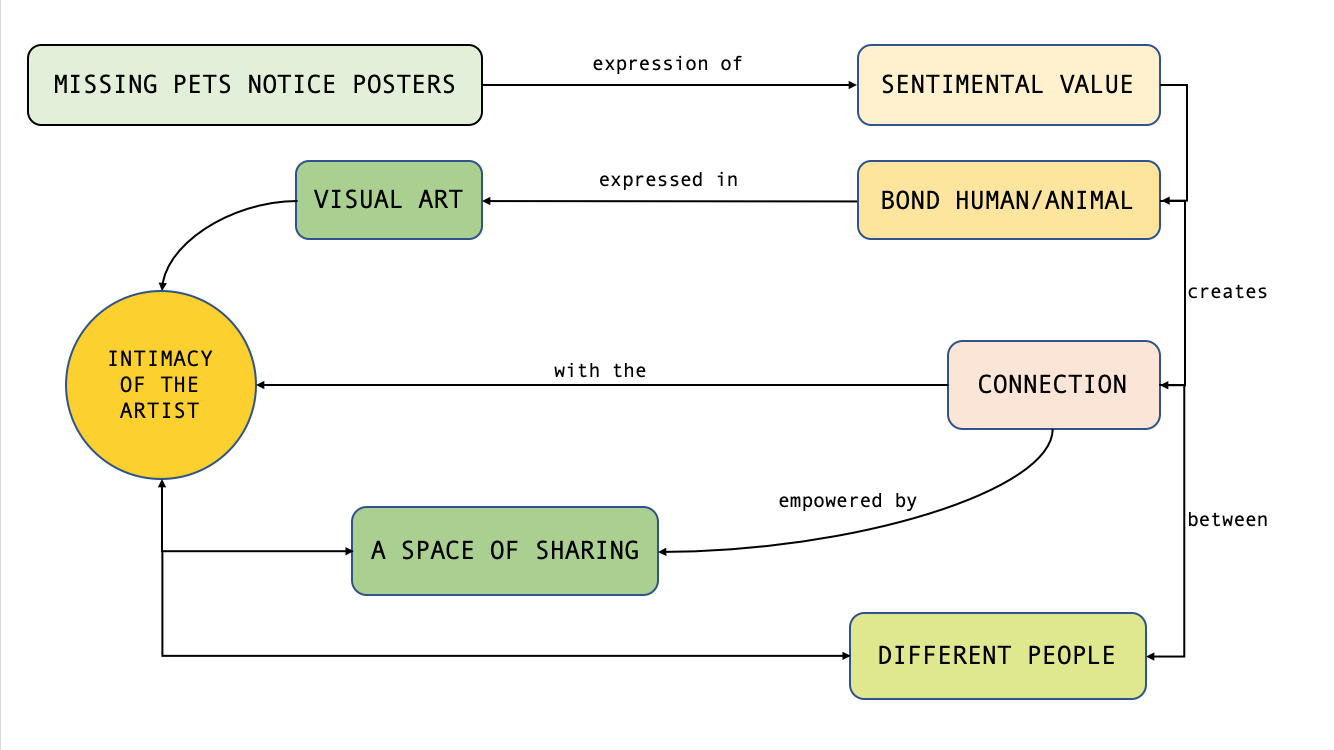 MISSING PETS NOTICE POSTERS
expression of
SENTIMENTAL VALUE
VISUAL ART
expressed in
BOND HUMAN/ANIMAL
creates
INTIMACY
OF THE
ARTIST
with the
CONNECTION
empowered by
between
A SPACE OF SHARING
DIFFERENT PEOPLE